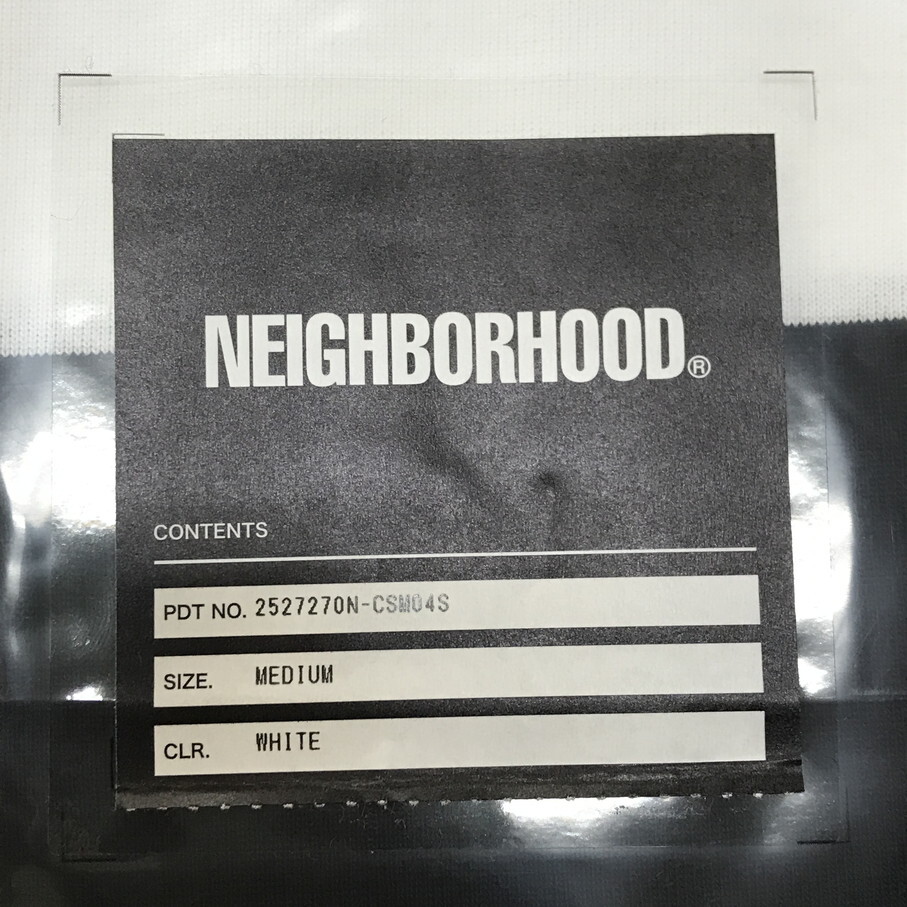 NEIGHBORHOOD®
CONTENTS
PDT NO. 2527270N-CSM04S
SIZE. MEDIUM
CLR. WHITE